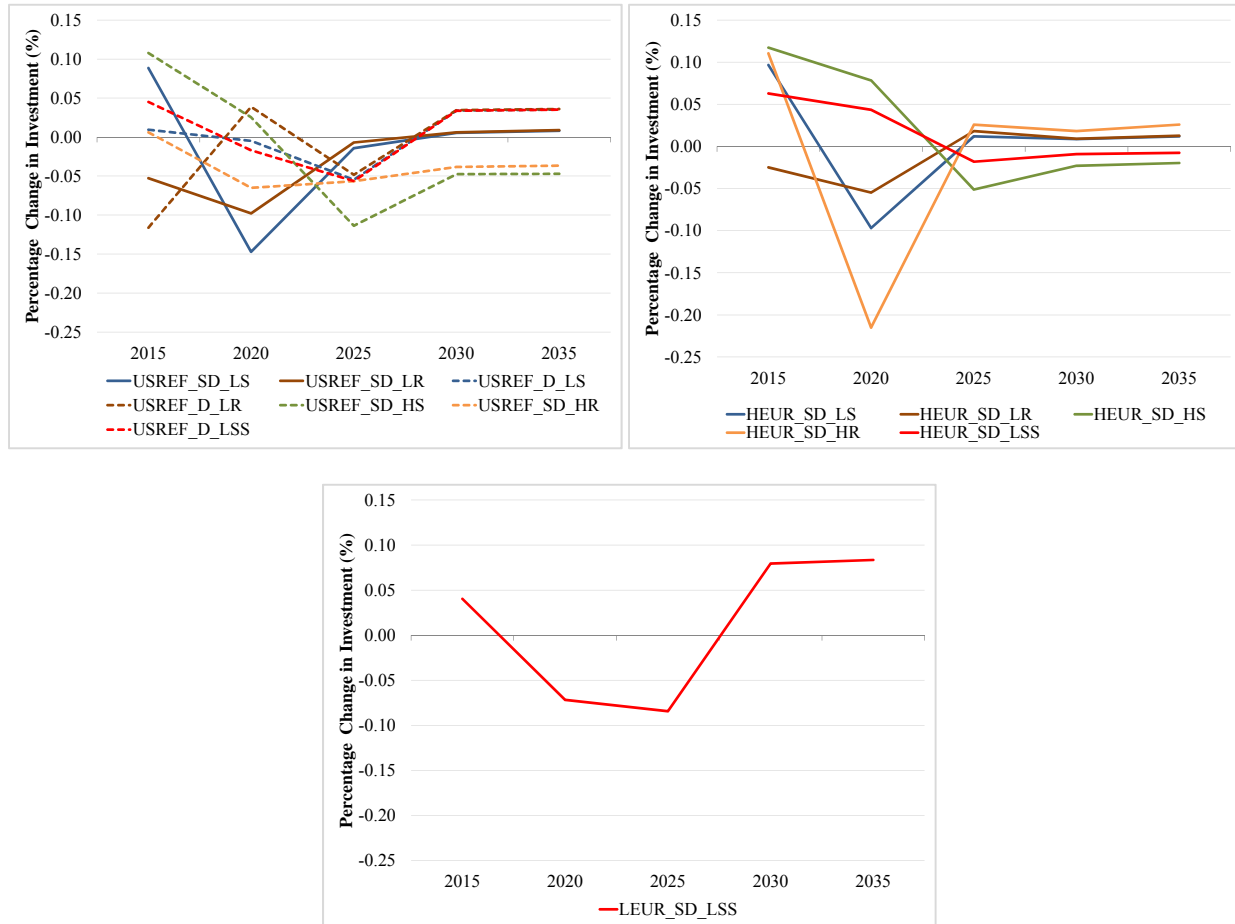 Percentage Change in Investment (%)
0.15
0.10
0.05
0.00
-0.05
-0.10
-0.15
-0.20
-0.25
2015 2020 2025 2030 2035
USREF_SD_LS USREF_SD_LR USREF_D_LS
USREF_D_LR USREF_SD_HS USREF_SD_HR
USREF_D_LSS
Percentage Change in Investment (%)
0.15
0.10
0.05
0.00
-0.05
-0.10
-0.15
-0.20
-0.25
2015 2020 2025 2030 2035
HEUR_SD_LS HEUR_SD_LR HEUR_SD_HS
HEUR_SD_HR HEUR_SD_LSS
Percentage Change in Investment (%)
0.15
0.10
0.05
0.00
-0.05
-0.10
-0.15
-0.20
-0.25
2015 2020 2025 2030 2035
LEUR_SD_LSS